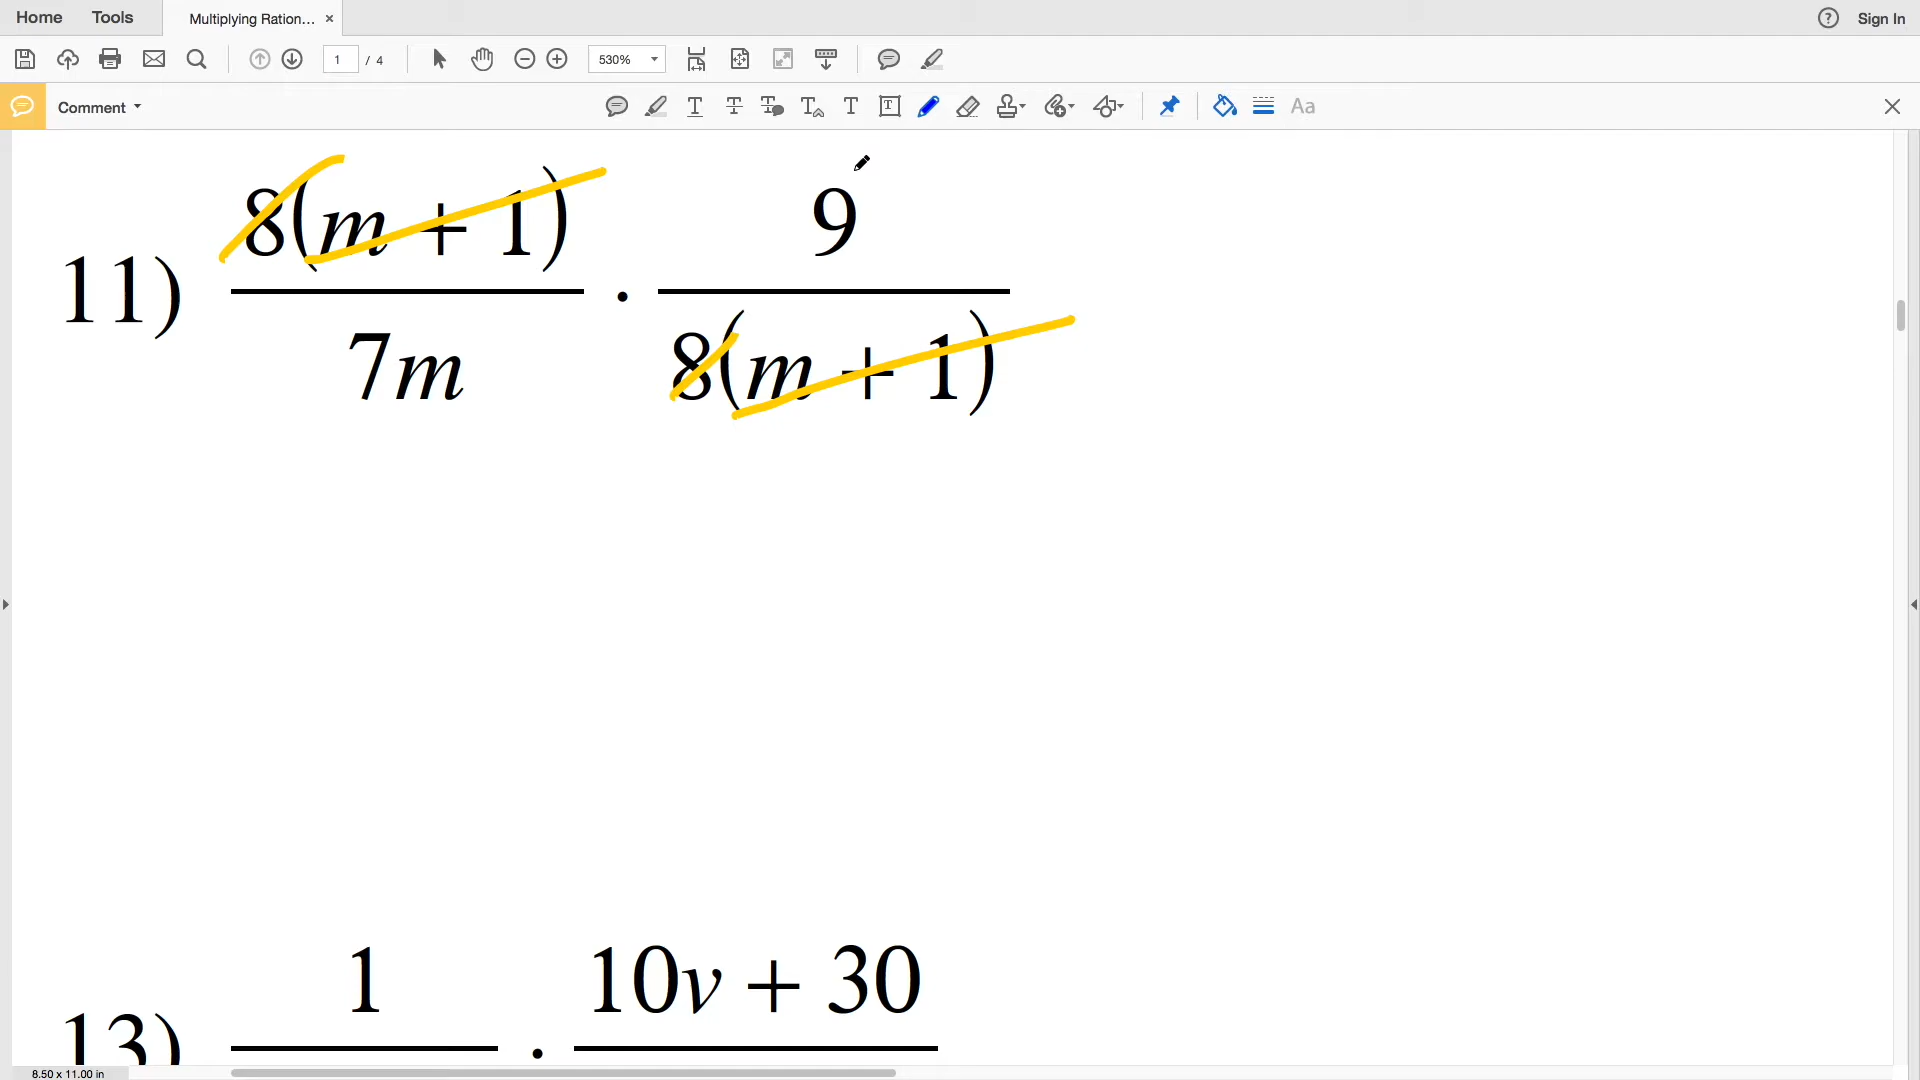 Home Tools Multiplying Ration... × ? Sign In
1 / 4 530%
Comment T T T T T T Aa
11) 8(m + 1) / 7m · 9 / 8(m + 1)
13) 1 · 10v + 30
8.50 x 11.00 in